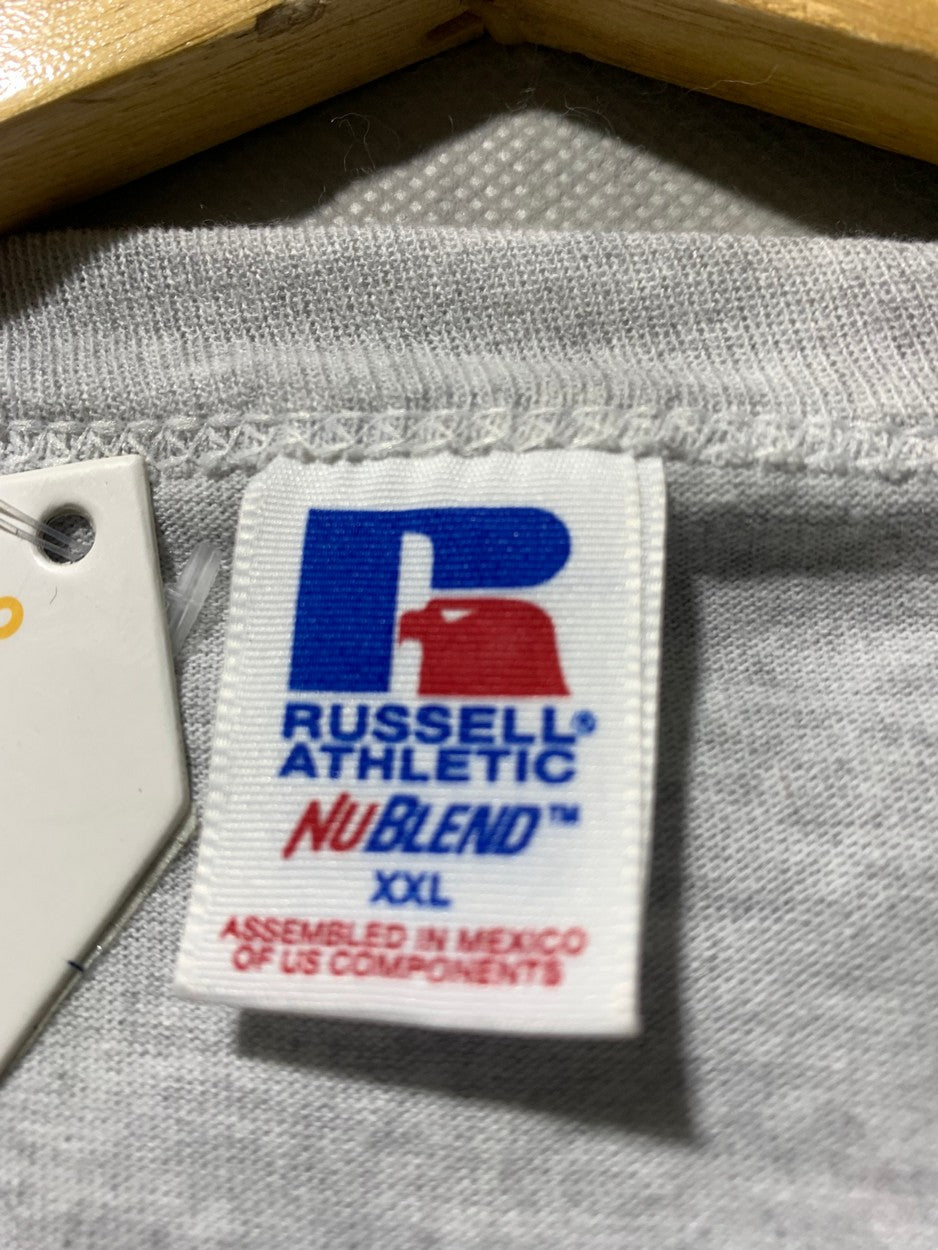 RUSSELL®
ATHLETIC
NUBLEND™
XXL
ASSEMBLED IN MEXICO
OF US COMPONENTS